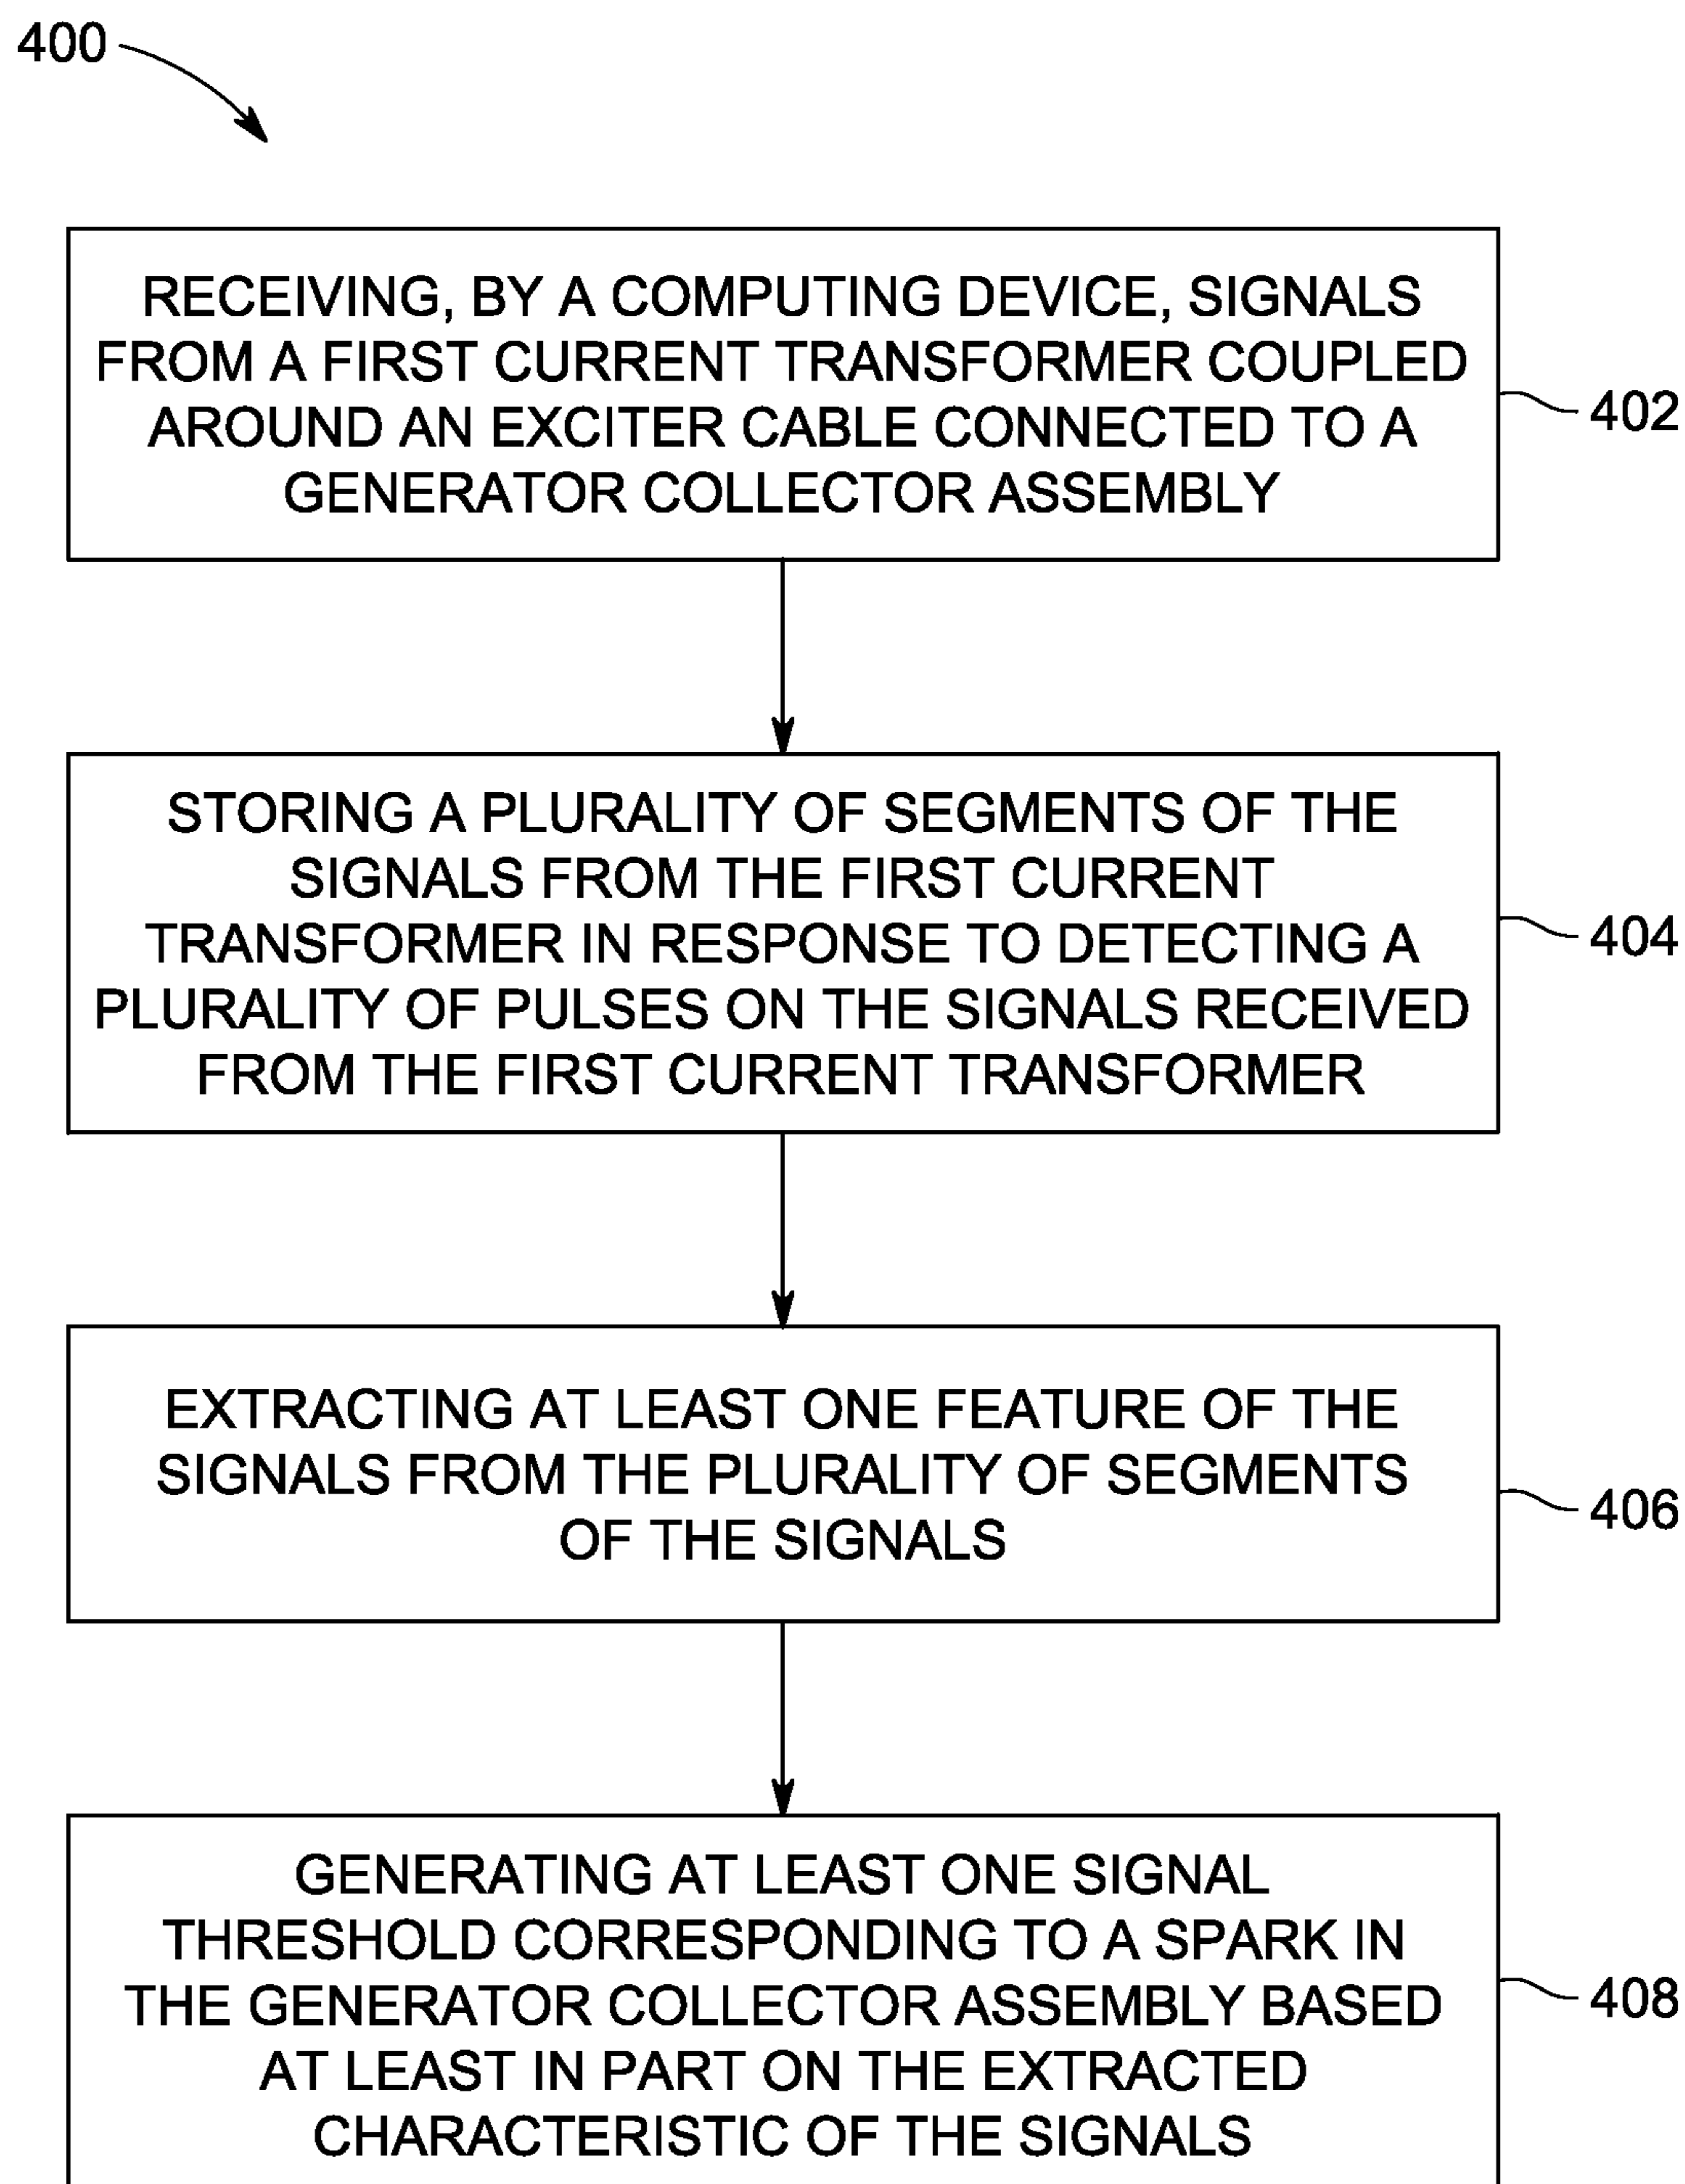 400
RECEIVING, BY A COMPUTING DEVICE, SIGNALS
FROM A FIRST CURRENT TRANSFORMER COUPLED
AROUND AN EXCITER CABLE CONNECTED TO A
GENERATOR COLLECTOR ASSEMBLY
402
STORING A PLURALITY OF SEGMENTS OF THE
SIGNALS FROM THE FIRST CURRENT
TRANSFORMER IN RESPONSE TO DETECTING A
PLURALITY OF PULSES ON THE SIGNALS RECEIVED
FROM THE FIRST CURRENT TRANSFORMER
404
EXTRACTING AT LEAST ONE FEATURE OF THE
SIGNALS FROM THE PLURALITY OF SEGMENTS
OF THE SIGNALS
406
GENERATING AT LEAST ONE SIGNAL
THRESHOLD CORRESPONDING TO A SPARK IN
THE GENERATOR COLLECTOR ASSEMBLY BASED
AT LEAST IN PART ON THE EXTRACTED
CHARACTERISTIC OF THE SIGNALS
408